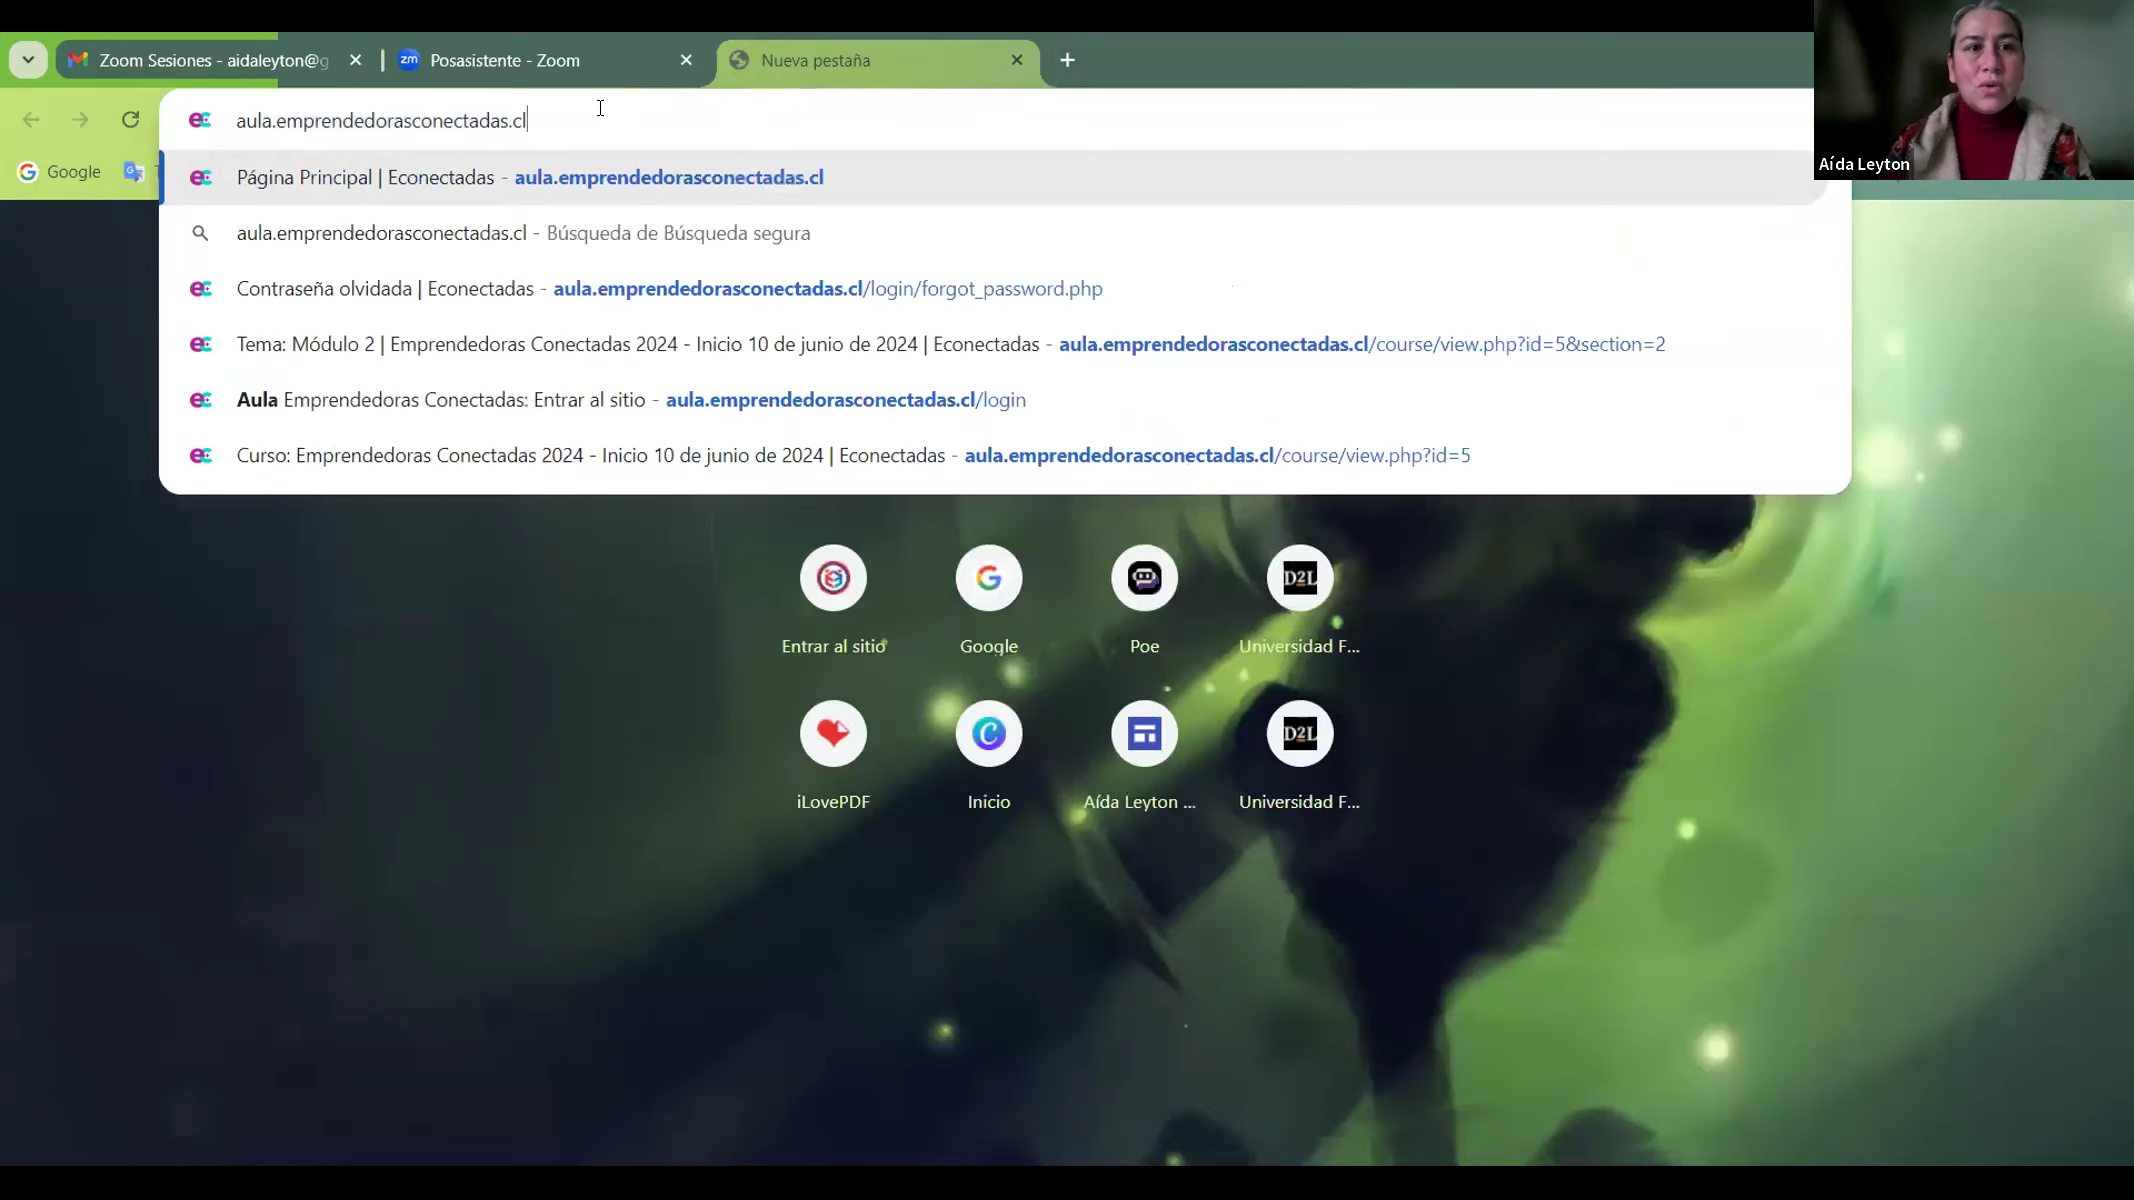 Zoom Sesiones - aidaleyton@g
zm Posasistente - Zoom
Nueva pestaña
aula.emprendedorasconectadas.cl
Google
Página Principal | Econectadas - aula.emprendedorasconectadas.cl
aula.emprendedorasconectadas.cl - Búsqueda de Búsqueda segura
Contraseña olvidada | Econectadas - aula.emprendedorasconectadas.cl/login/forgot_password.php
Tema: Módulo 2 | Emprendedoras Conectadas 2024 - Inicio 10 de junio de 2024 | Econectadas - aula.emprendedorasconectadas.cl/course/view.php?id=5&section=2
Aula Emprendedoras Conectadas: Entrar al sitio - aula.emprendedorasconectadas.cl/login
Curso: Emprendedoras Conectadas 2024 - Inicio 10 de junio de 2024 | Econectadas - aula.emprendedorasconectadas.cl/course/view.php?id=5
Aída Leyton
D2L
Entrar al sitio
Google
Poe
Universidad F...
D2L
iLovePDF
Inicio
Aída Leyton ...
Universidad F...